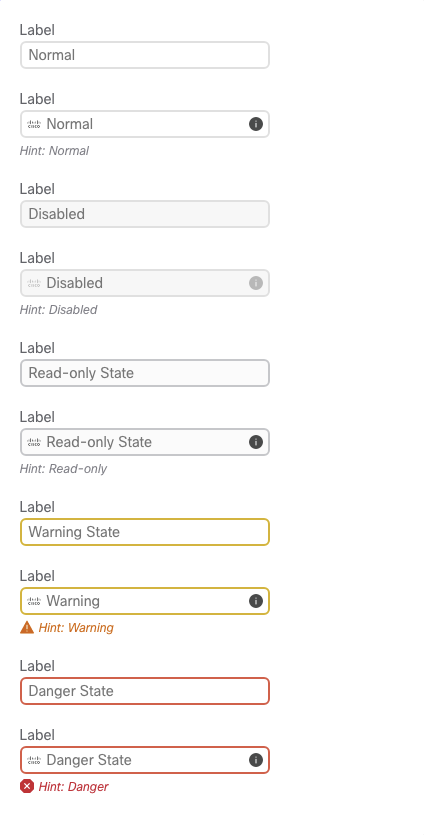 Label
Normal
Label
Normal
Hint: Normal
Label
Disabled
Label
Disabled
Hint: Disabled
Label
Read-only State
Label
Read-only State
Hint: Read-only
Label
Warning State
Label
Warning
Hint: Warning
Label
Danger State
Label
Danger State
Hint: Danger